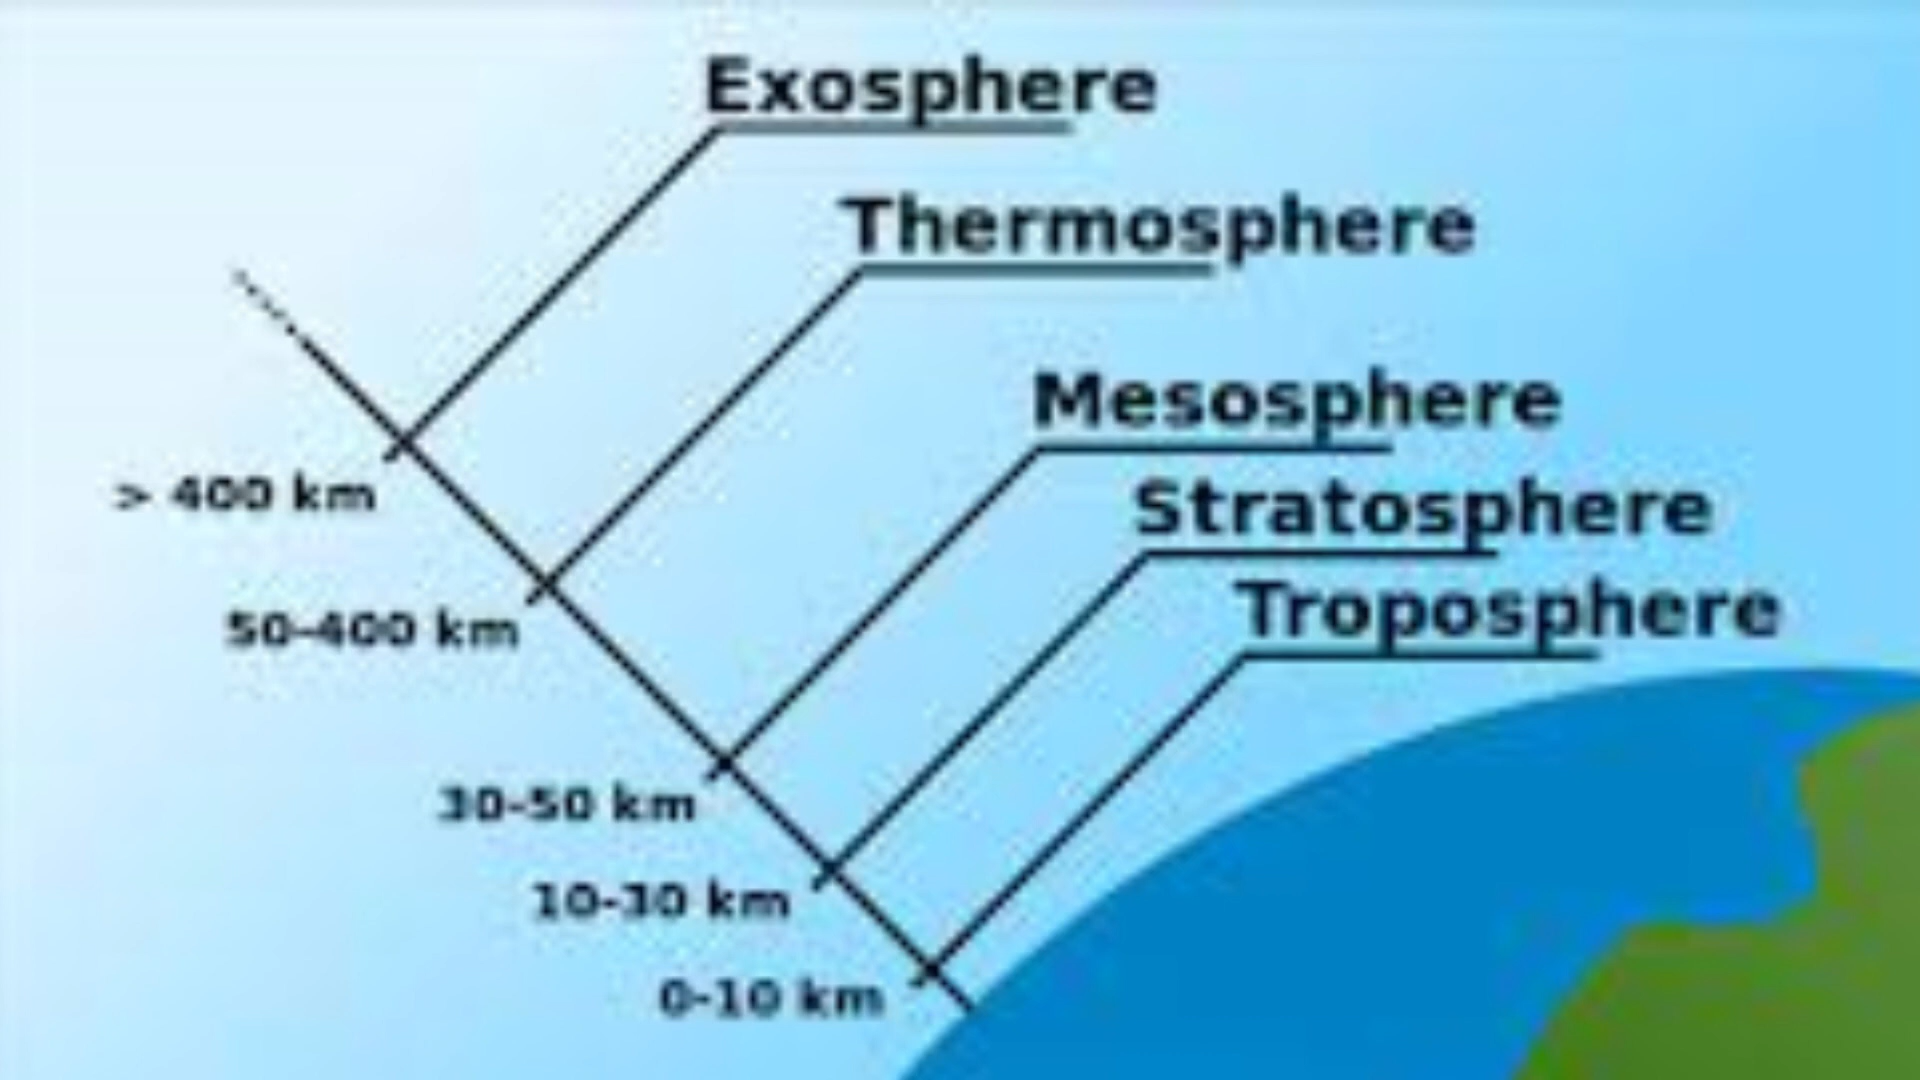 Exosphere
Thermosphere
Mesosphere
> 400 km
Stratosphere
Troposphere
50-400 km
30-50 km
10-30 km
0-10 km